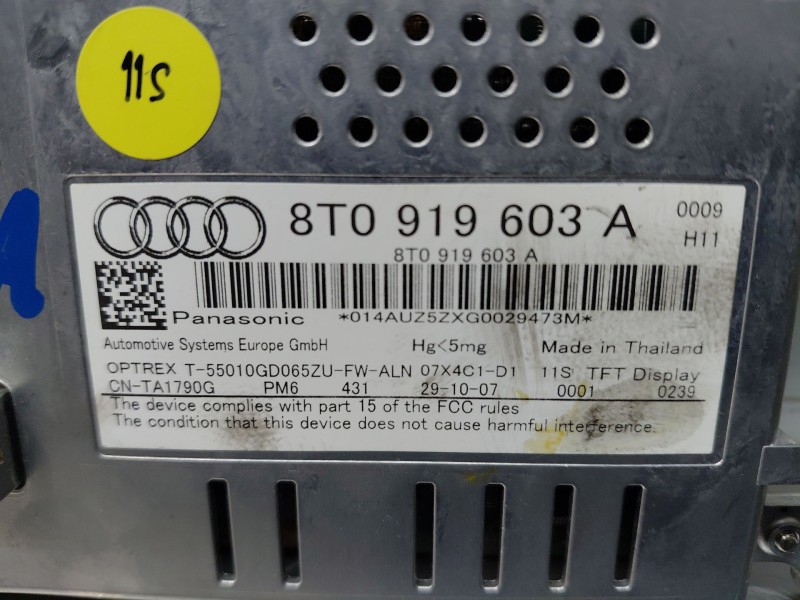 11S
8T0 919 603 A 0009
H11
8T0 919 603 A
Panasonic *014AUZ5ZXG0029473M*
Automotive Systems Europe GmbH Hg<5mg Made in Thailand
OPTREX T-55010GD065ZU-FW-ALN 07X4C1-D1 11S TFT Display
CN-TA1790G PM6 431 29-10-07 0001 0239
The device complies with part 15 of the FCC rules
The condition that this device does not cause harmful interference.